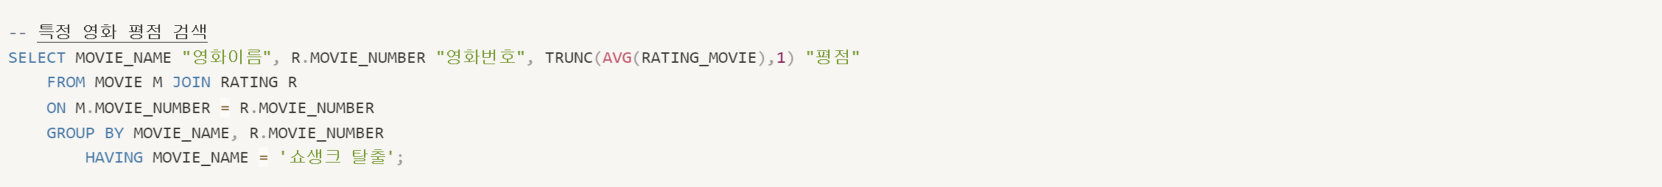 -- 특정 영화 평점 검색
SELECT MOVIE_NAME "영화이름", R.MOVIE_NUMBER "영화번호", TRUNC(AVG(RATING_MOVIE),1) "평점"
    FROM MOVIE M JOIN RATING R
    ON M.MOVIE_NUMBER = R.MOVIE_NUMBER
    GROUP BY MOVIE_NAME, R.MOVIE_NUMBER
        HAVING MOVIE_NAME = '쇼생크 탈출';